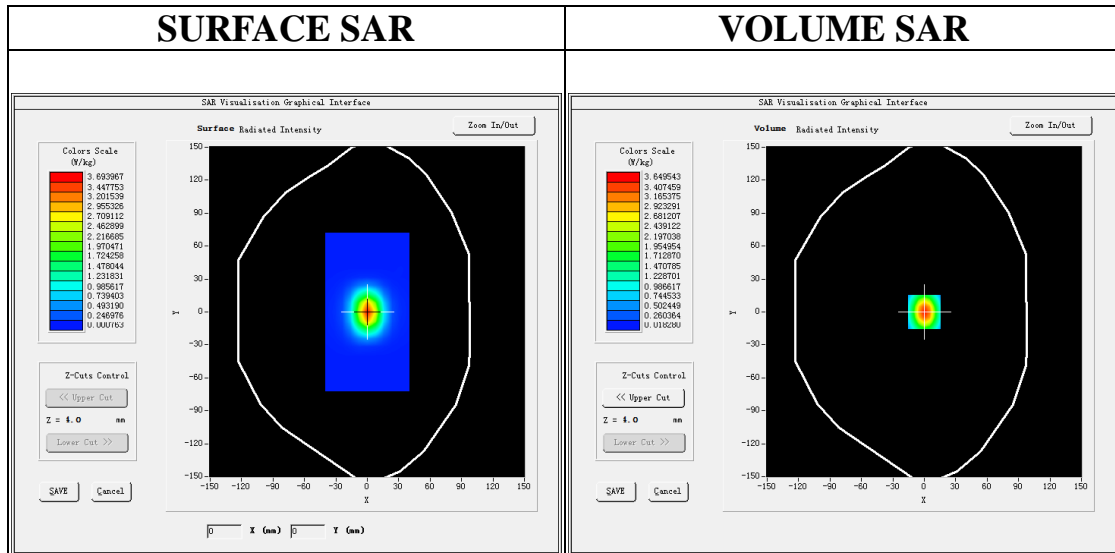 SURFACE SAR
VOLUME SAR
SAR Visualisation Graphical Interface
Surface Radiated Intensity
Zoom In/Out
Colors Scale
(W/kg)
3.693967
3.447753
3.201539
2.955326
2.709112
2.462899
2.216685
1.970471
1.724258
1.478044
1.231831
0.985617
0.739403
0.493190
0.246976
0.000763
Z-Cuts Control
<< Upper Cut
Z = 4.0 mm
Lower Cut >>
SAVE
Cancel
150
120
90
60
30
0
-30
-60
-90
-120
-150
Y
-150 -120 -90 -60 -30 0 30 60 90 120 150
X
0 X (mm) 0 Y (mm)
SAR Visualisation Graphical Interface
Volume Radiated Intensity
Zoom In/Out
Colors Scale
(W/kg)
3.649543
3.407459
3.165375
2.923291
2.681207
2.439122
2.197038
1.954954
1.712870
1.470785
1.228701
0.986617
0.744533
0.502449
0.260364
0.018280
Z-Cuts Control
<< Upper Cut
Z = 4.0 mm
Lower Cut >>
SAVE
Cancel
150
120
90
60
30
0
-30
-60
-90
-120
-150
Y
-150 -120 -90 -60 -30 0 30 60 90 120 150
X